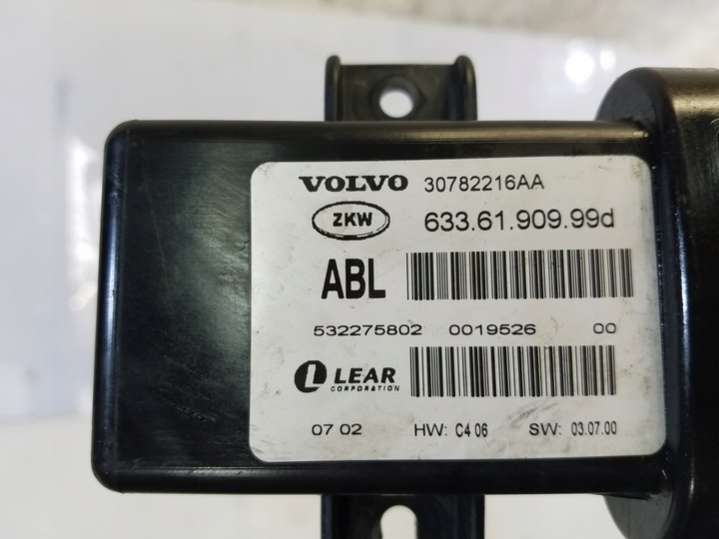 VOLVO 30782216AA
ZKW 633.61.909.99d
ABL
532275802 0019526 00
LEAR
CORPORATION
07 02 HW: C4 06 SW: 03.07.00